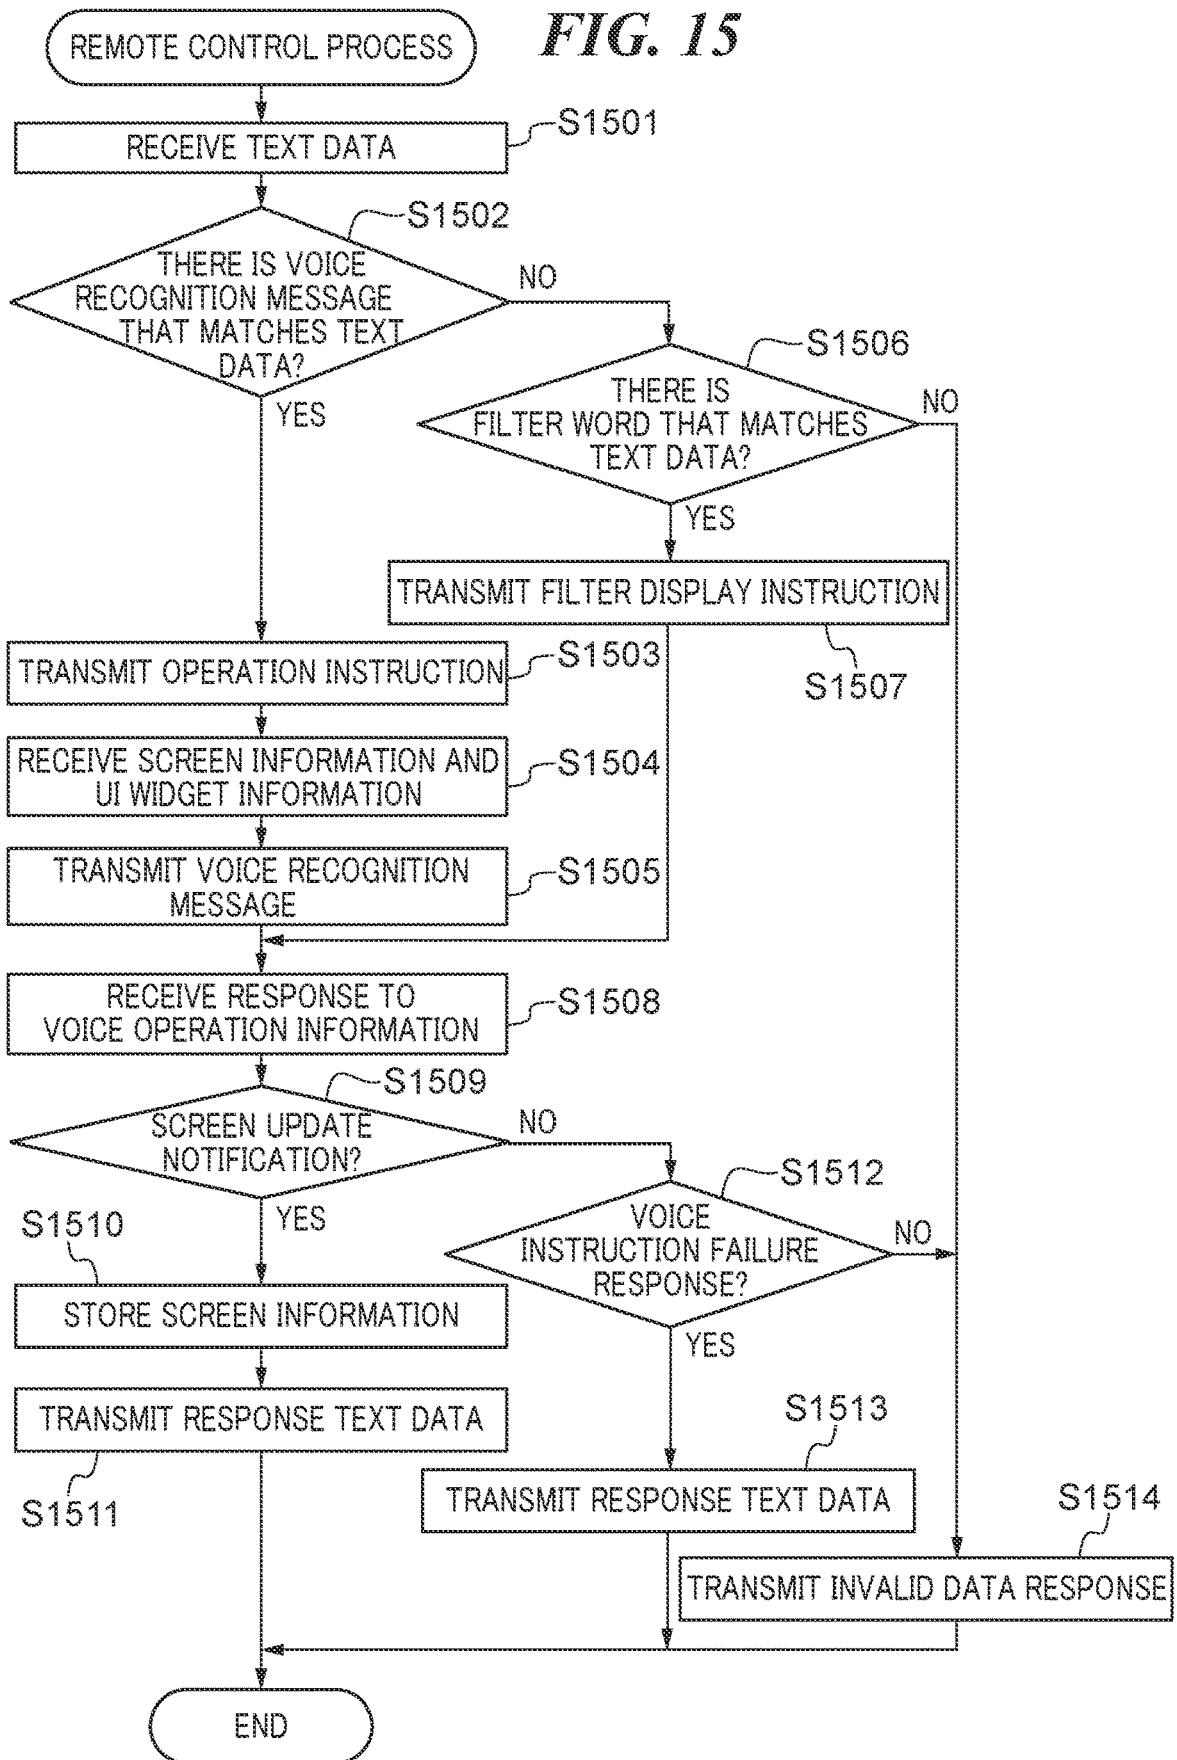 FIG. 15
REMOTE CONTROL PROCESS
S1501
RECEIVE TEXT DATA
S1502
THERE IS VOICE
RECOGNITION MESSAGE
THAT MATCHES TEXT
DATA?
NO
YES
S1506
THERE IS
FILTER WORD THAT MATCHES
TEXT DATA?
NO
YES
TRANSMIT FILTER DISPLAY INSTRUCTION
S1507
S1503
TRANSMIT OPERATION INSTRUCTION
S1504
RECEIVE SCREEN INFORMATION AND
UI WIDGET INFORMATION
S1505
TRANSMIT VOICE RECOGNITION
MESSAGE
S1508
RECEIVE RESPONSE TO
VOICE OPERATION INFORMATION
S1509
SCREEN UPDATE
NOTIFICATION?
NO
YES
S1512
VOICE
INSTRUCTION FAILURE
RESPONSE?
NO
YES
S1510
STORE SCREEN INFORMATION
TRANSMIT RESPONSE TEXT DATA
S1511
S1513
TRANSMIT RESPONSE TEXT DATA
S1514
TRANSMIT INVALID DATA RESPONSE
END